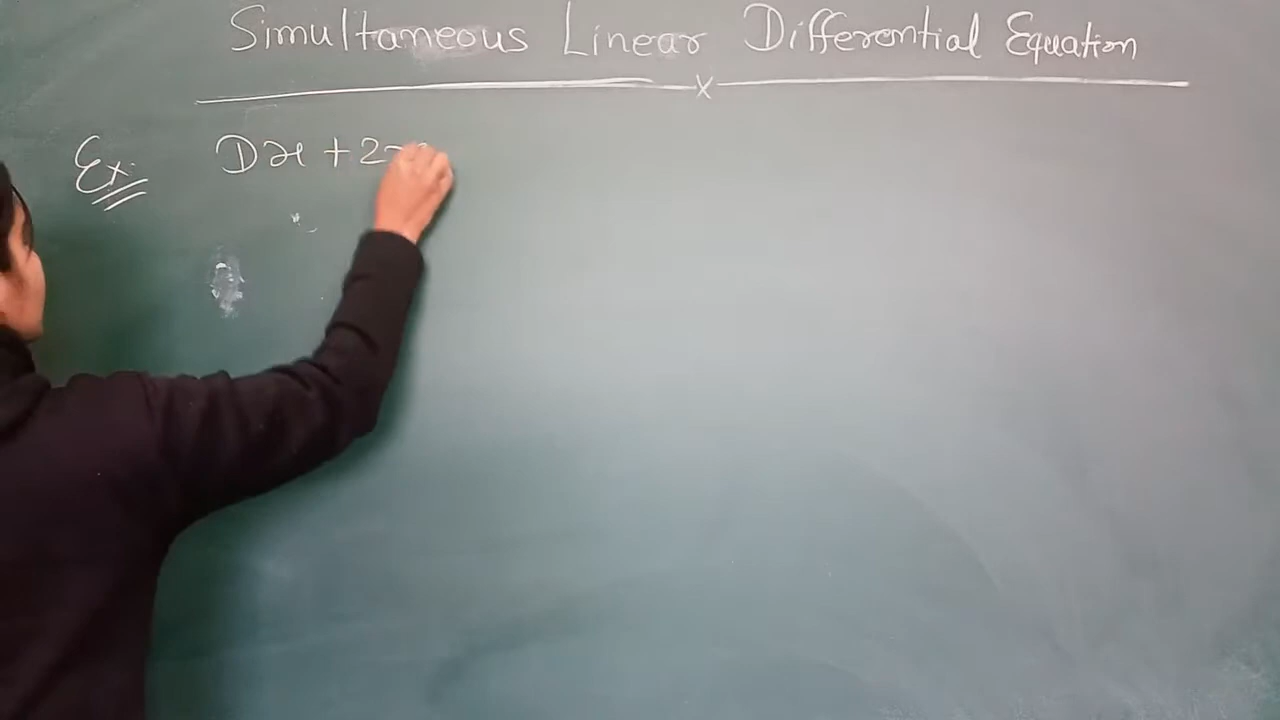 Simultaneous Linear Differential Equation
x
Ex. Dx + 2